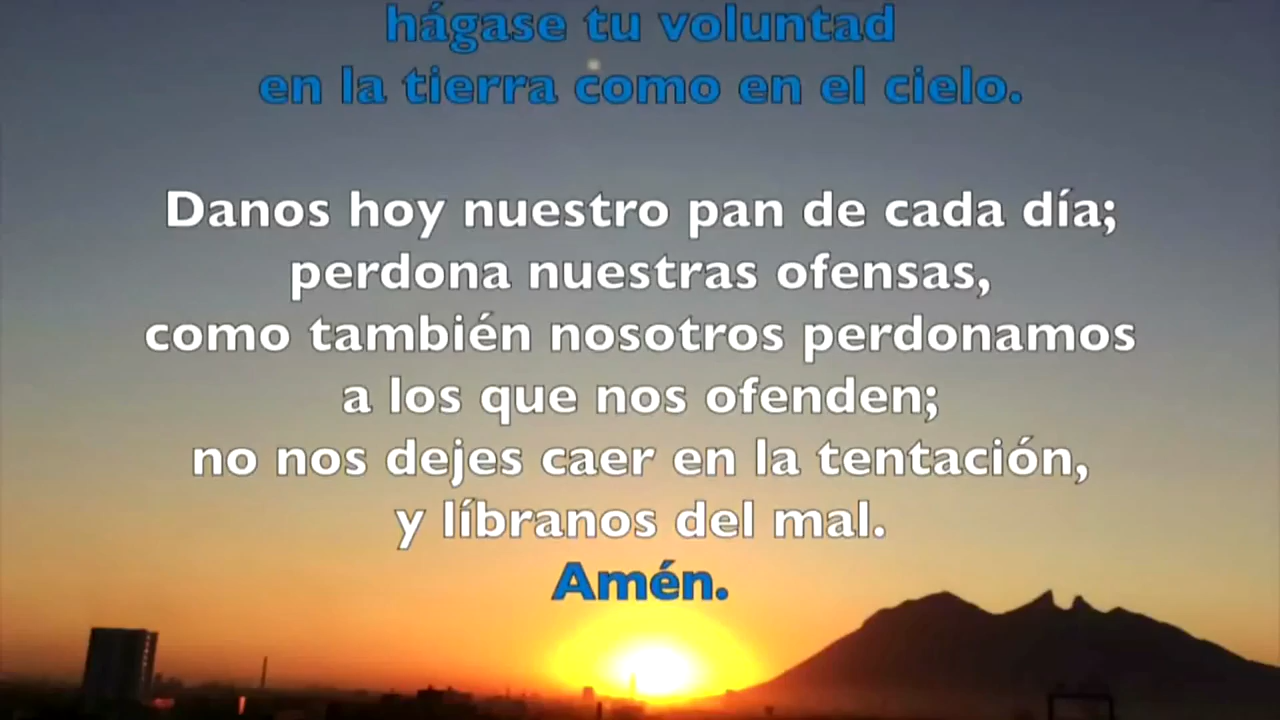 hágase tu voluntad
en la tierra como en el cielo.
Danos hoy nuestro pan de cada día;
perdona nuestras ofensas,
como también nosotros perdonamos
a los que nos ofenden;
no nos dejes caer en la tentación,
y líbranos del mal.
Amén.